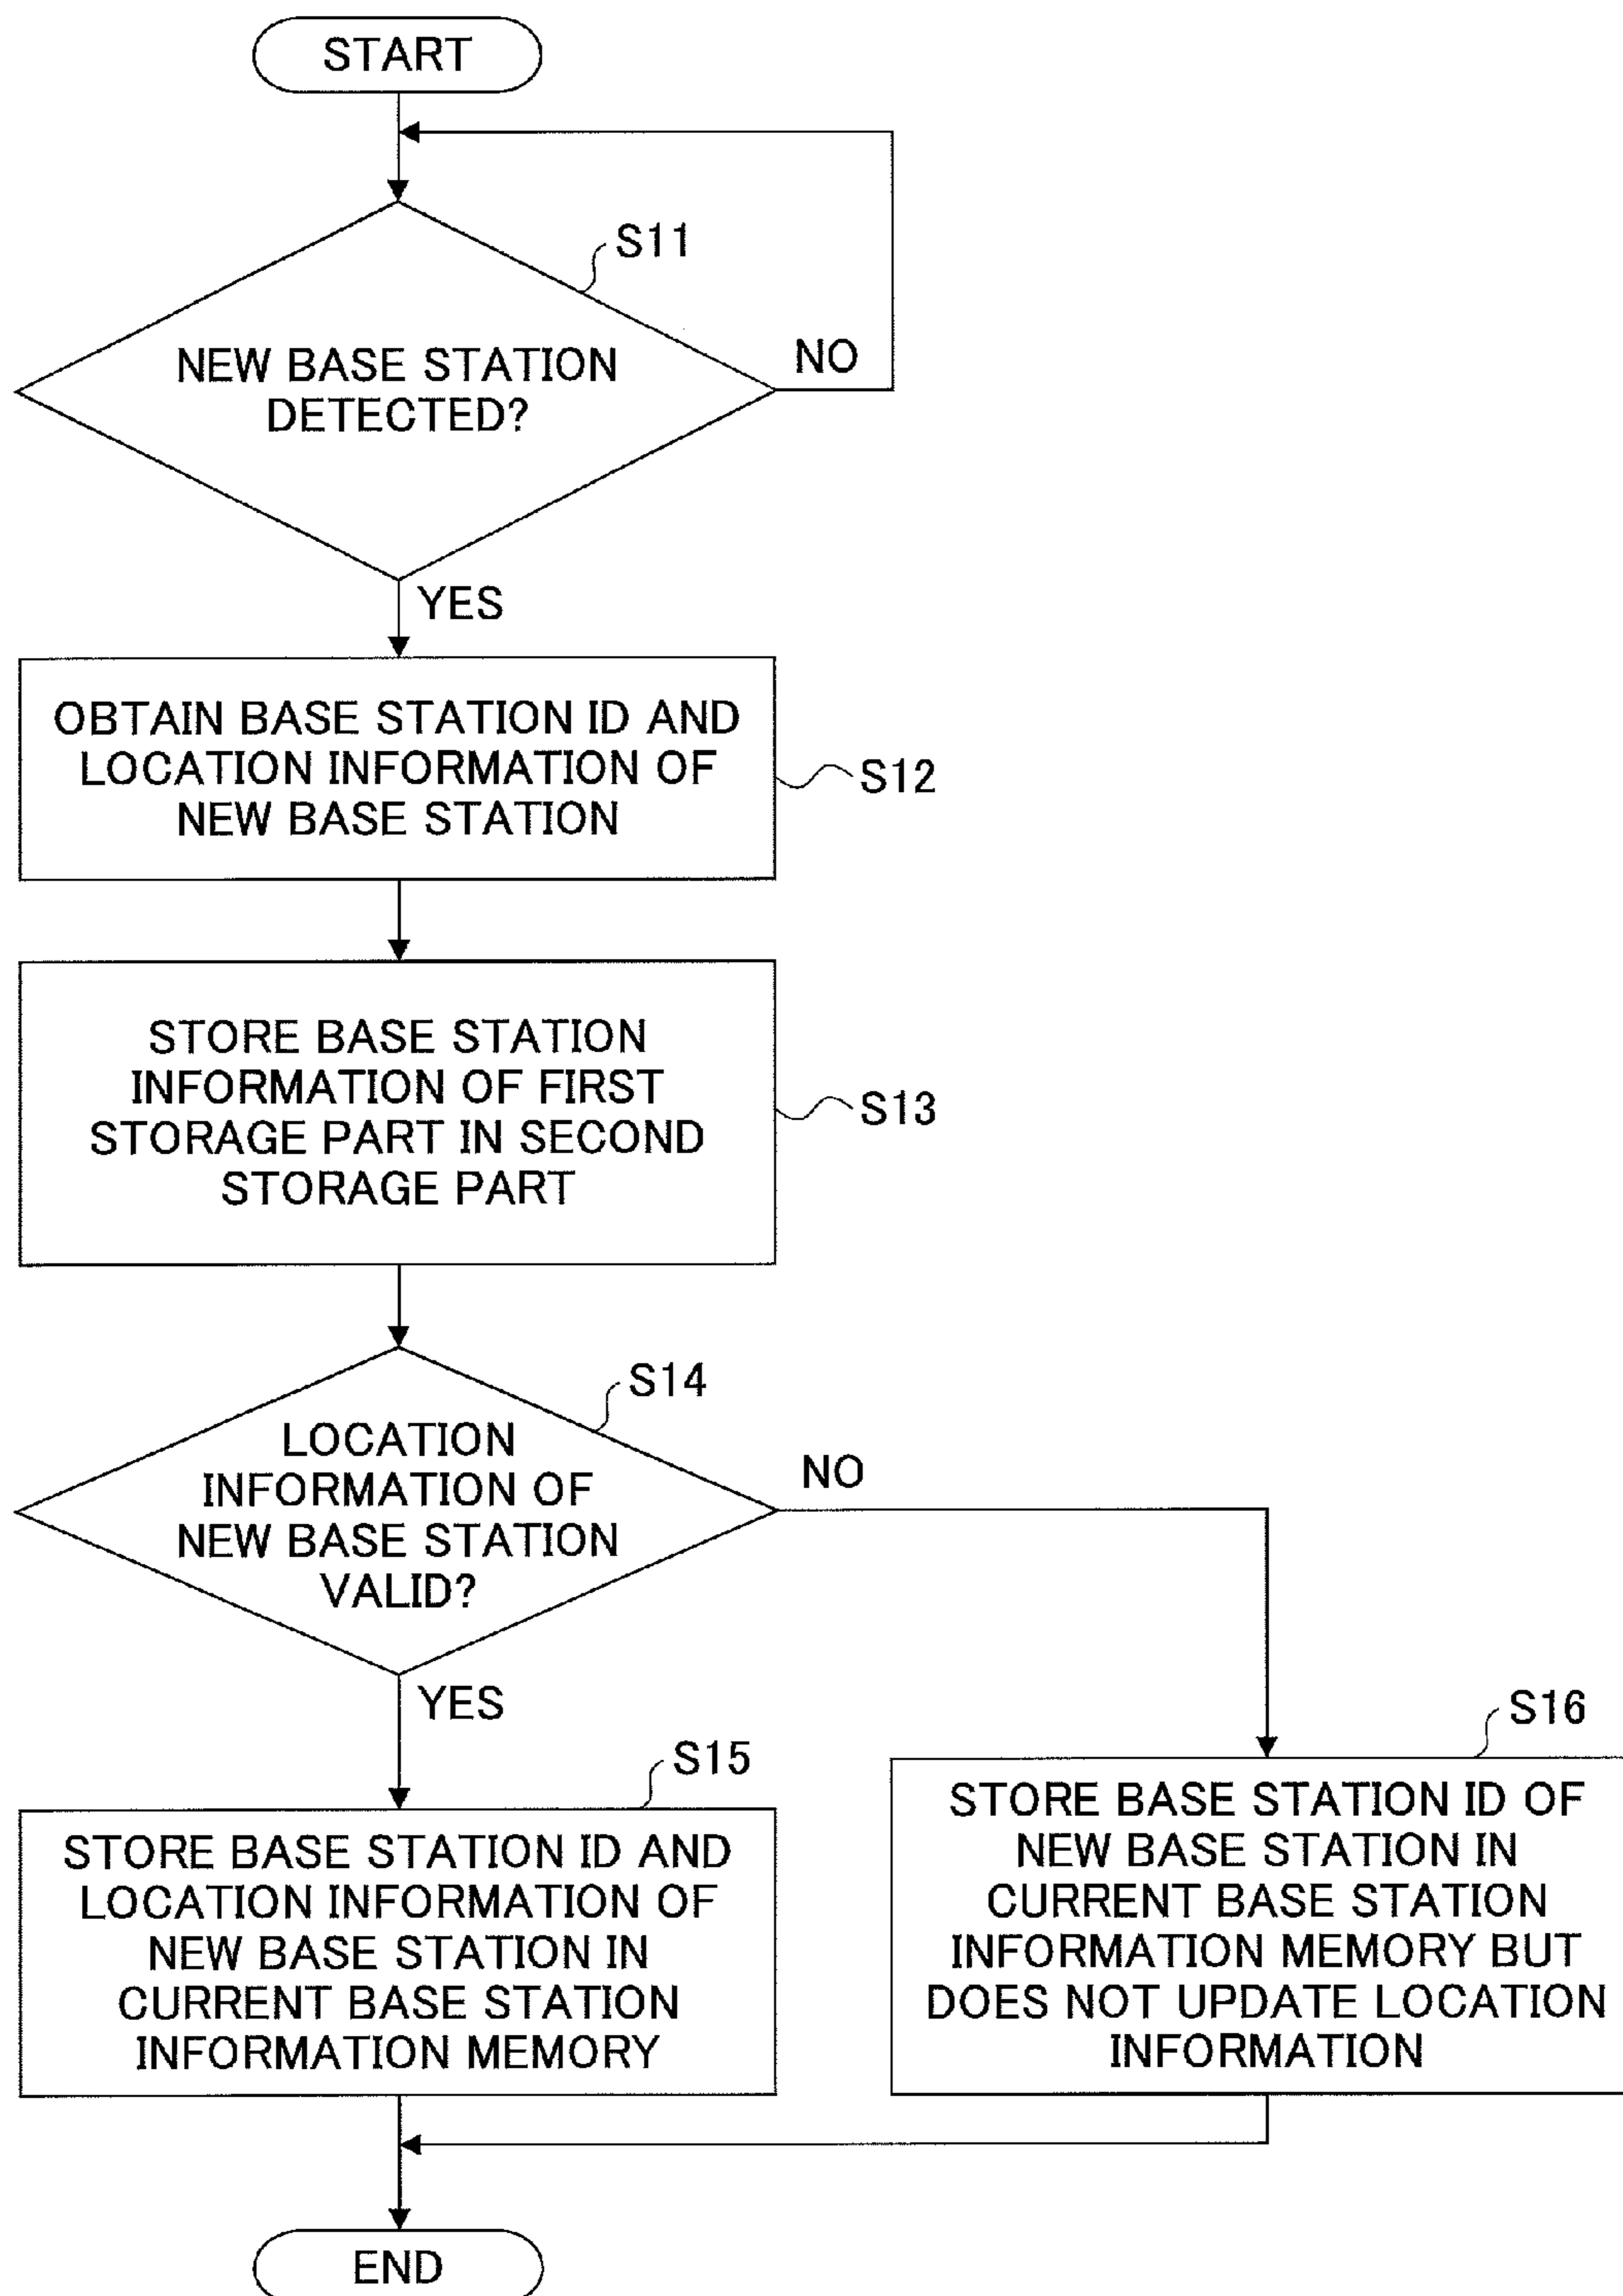 START
S11
NEW BASE STATION
DETECTED?
NO
YES
OBTAIN BASE STATION ID AND
LOCATION INFORMATION OF
NEW BASE STATION
S12
STORE BASE STATION
INFORMATION OF FIRST
STORAGE PART IN SECOND
STORAGE PART
S13
S14
LOCATION
INFORMATION OF
NEW BASE STATION
VALID?
NO
YES
S15
STORE BASE STATION ID AND
LOCATION INFORMATION OF
NEW BASE STATION IN
CURRENT BASE STATION
INFORMATION MEMORY
S16
STORE BASE STATION ID OF
NEW BASE STATION IN
CURRENT BASE STATION
INFORMATION MEMORY BUT
DOES NOT UPDATE LOCATION
INFORMATION
END